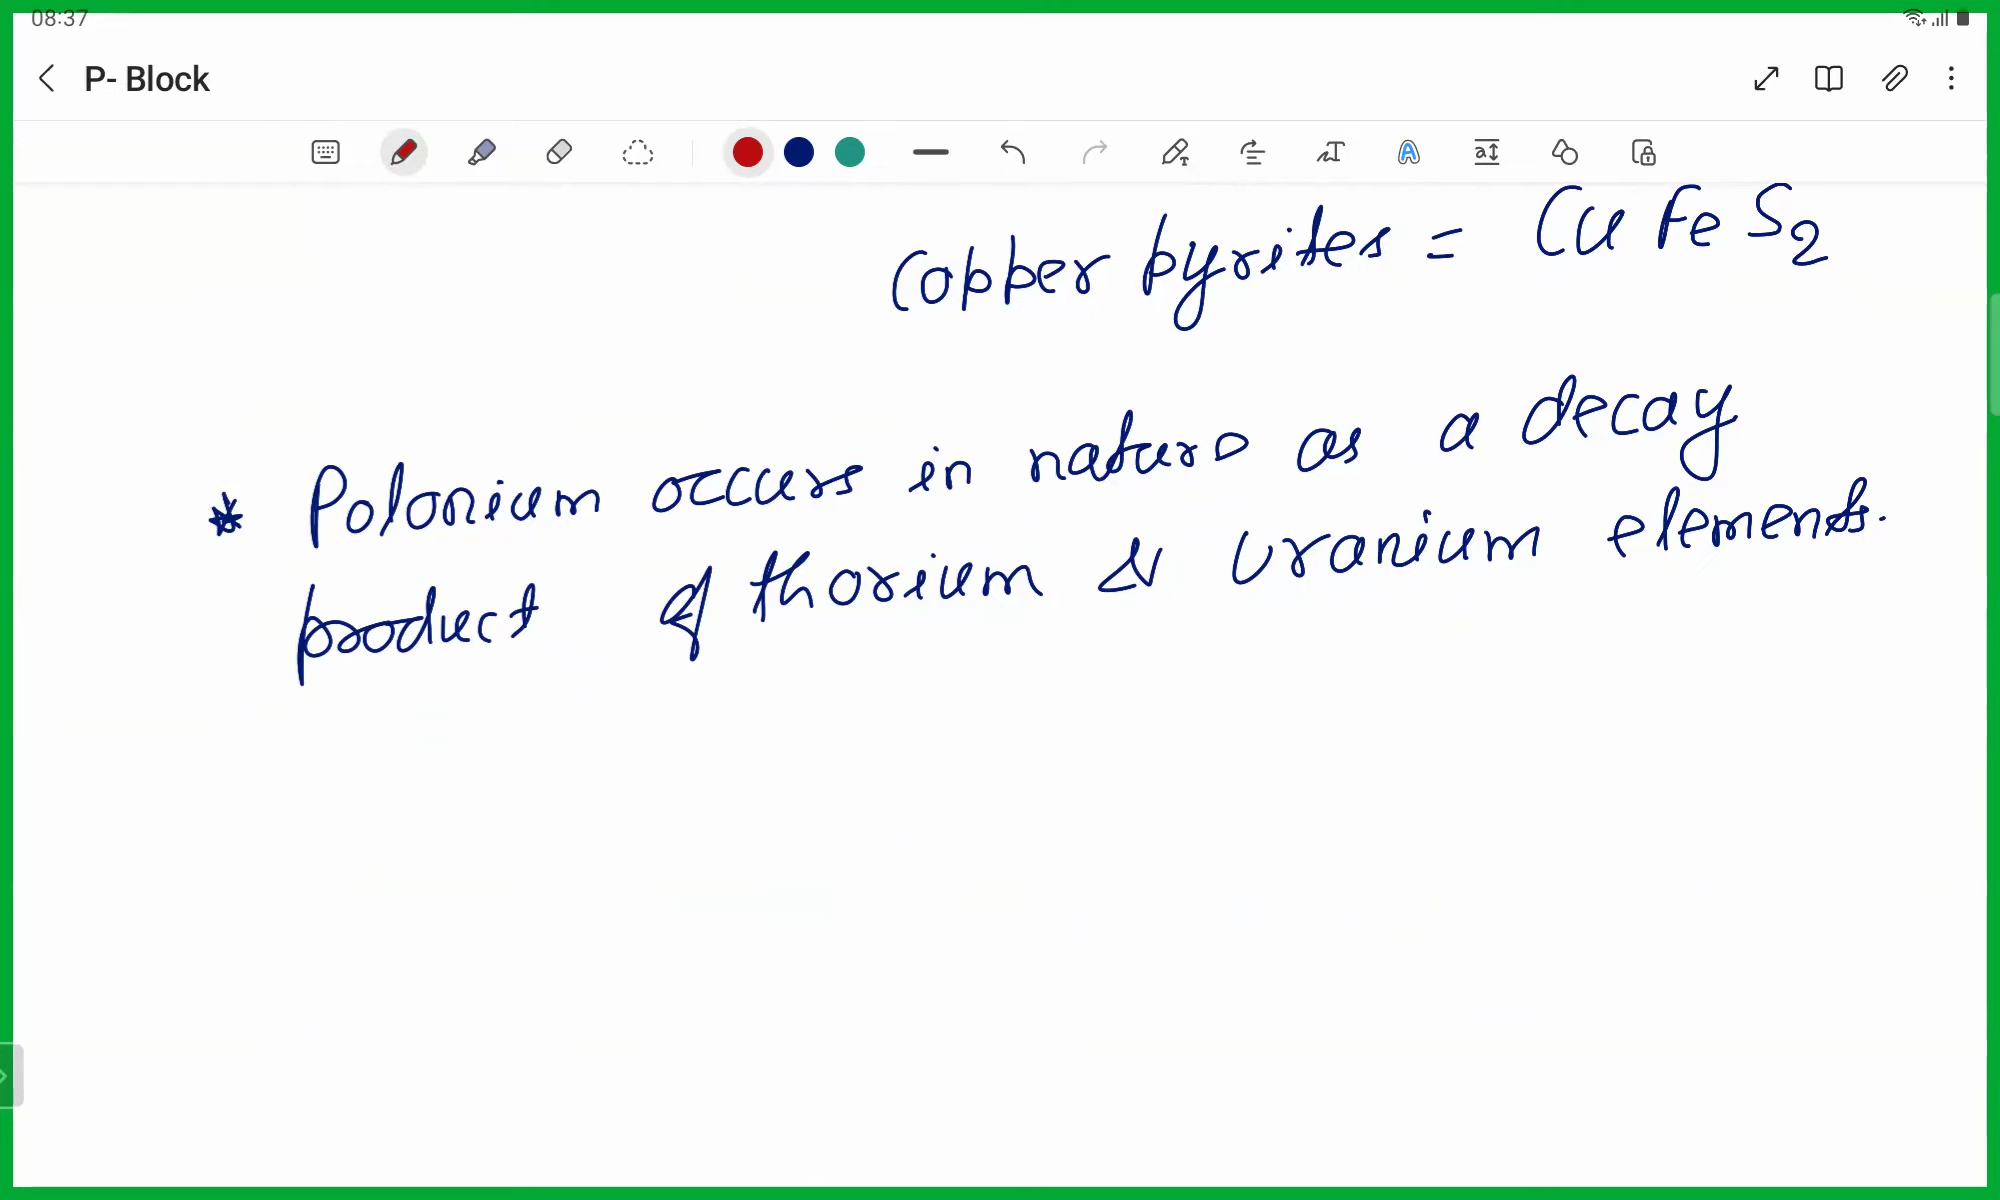 08:37
P- Block
Copper pyrites = CuFeS2
* Polonium occurs in nature as a decay
product of thorium & Uranium elements.